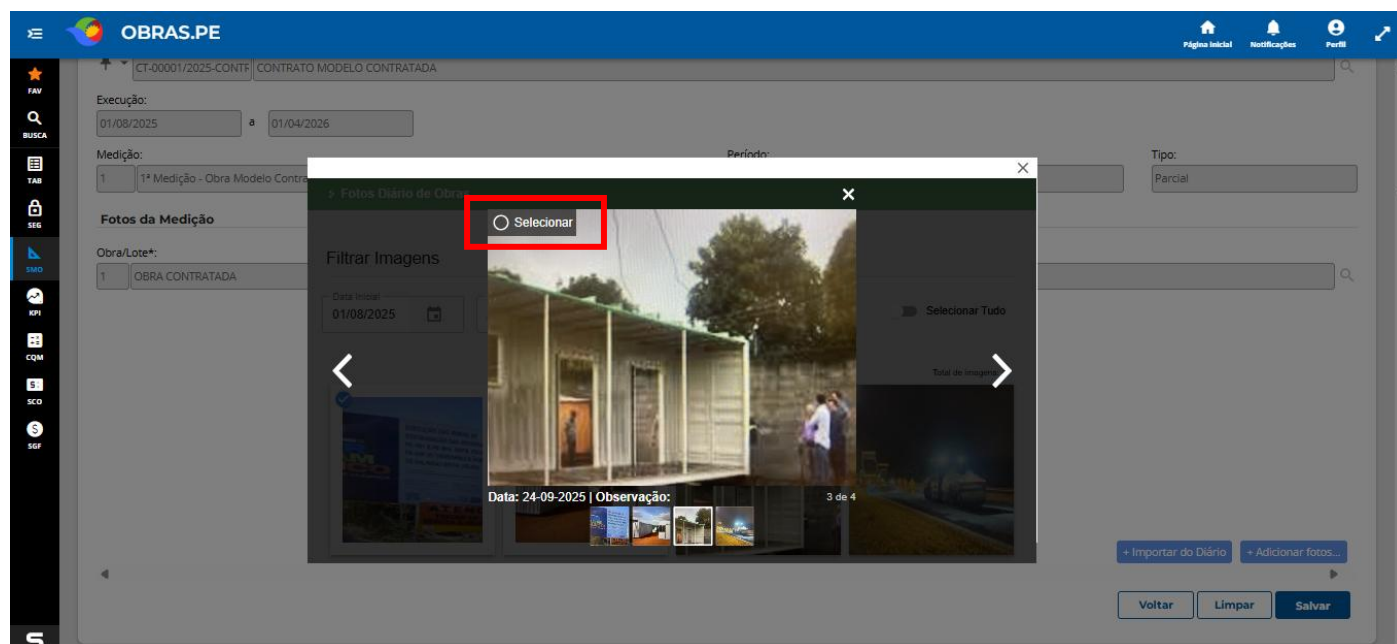 OBRAS.PE
Página inicial
Notificações
Perfil
FAV
BUSCA
TAB
SEG
SMO
KPI
CQM
SCO
SGF
CT-00001/2025-CONTF CONTRATO MODELO CONTRATADA
Execução:
01/08/2025 a 01/04/2026
Medição: Período: Tipo:
1 1ª Medição - Obra Modelo Contra Parcial
Fotos da Medição
Obra/Lote*:
1 OBRA CONTRATADA
> Fotos Diário de Obras
Selecionar
Filtrar Imagens
Data Inicial
01/08/2025
Selecionar Tudo
Total de imagens
Data: 24-09-2025 | Observação: 3 de 4
+ Importar do Diário + Adicionar fotos...
Voltar Limpar Salvar